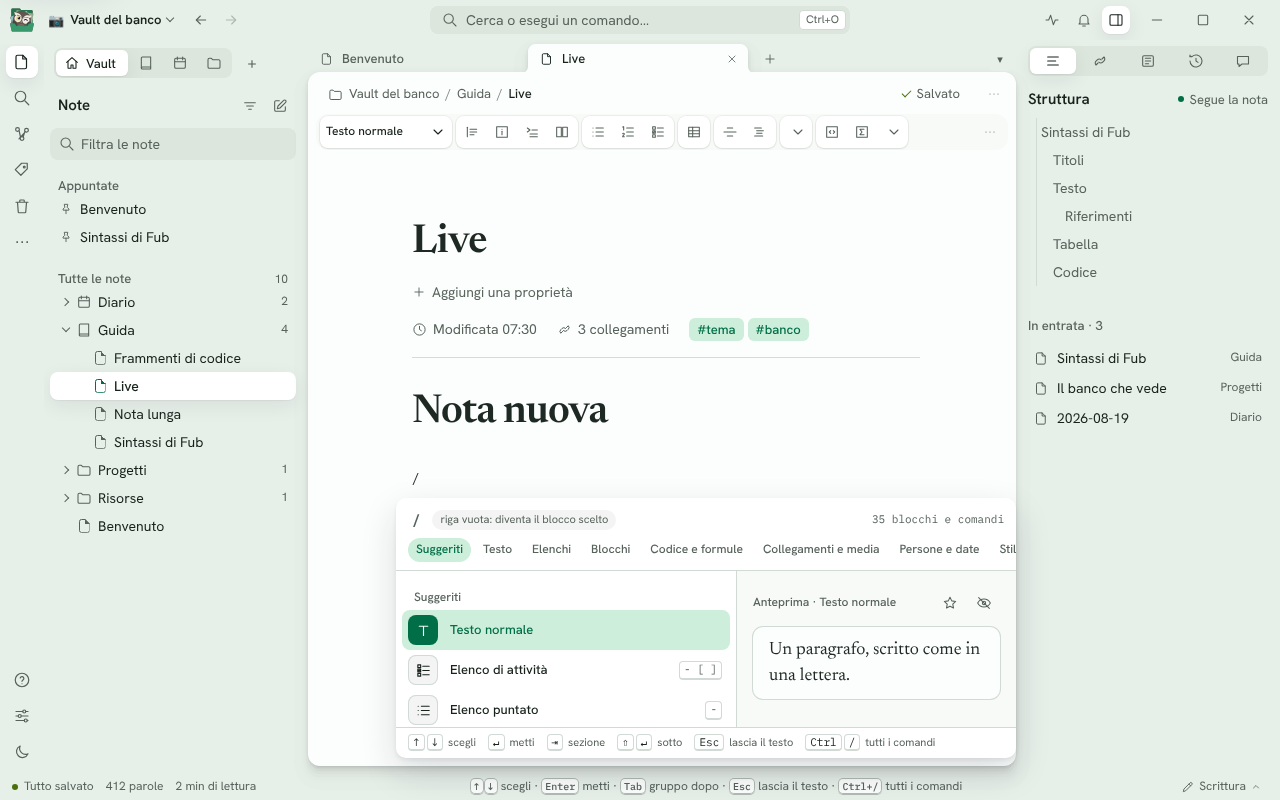 Vault del banco
Cerca o esegui un comando…
Ctrl+O
Vault
Note
Filtra le note
Appuntate
Benvenuto
Sintassi di Fub
Tutte le note 10
Diario 2
Guida 4
Frammenti di codice
Live
Nota lunga
Sintassi di Fub
Progetti 1
Risorse 1
Benvenuto
Benvenuto
Live
Vault del banco / Guida / Live
Salvato
Testo normale
Live
Aggiungi una proprietà
Modificata 07:30 3 collegamenti #tema #banco
Nota nuova
/
/ riga vuota: diventa il blocco scelto 35 blocchi e comandi
Suggeriti Testo Elenchi Blocchi Codice e formule Collegamenti e media Persone e date Stil
Suggeriti
Testo normale
Elenco di attività - [ ]
Elenco puntato -
Anteprima · Testo normale
Un paragrafo, scritto come in
una lettera.
↑ ↓ scegli ↵ metti ⇥ sezione ⇧ ↵ sotto Esc lascia il testo Ctrl / tutti i comandi
Struttura
Segue la nota
Sintassi di Fub
Titoli
Testo
Riferimenti
Tabella
Codice
In entrata · 3
Sintassi di Fub Guida
Il banco che vede Progetti
2026-08-19 Diario
Tutto salvato 412 parole 2 min di lettura
↑ ↓ scegli · Enter metti · Tab gruppo dopo · Esc lascia il testo · Ctrl+/ tutti i comandi
Scrittura